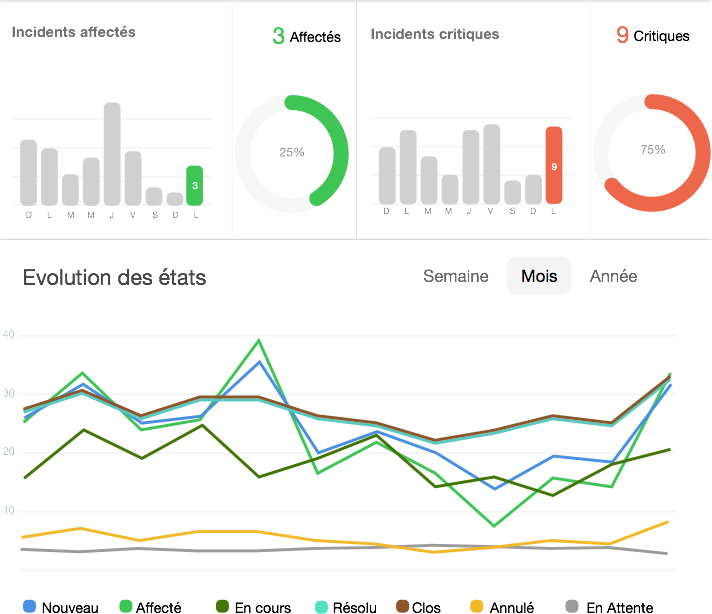 Incidents affectés
3 Affectés
25%
3
D L M M J V S D L
Incidents critiques
9 Critiques
75%
9
D L M M J V S D L
Evolution des états
Semaine Mois Année
40
30
20
10
Nouveau Affecté En cours Résolu Clos Annulé En Attente